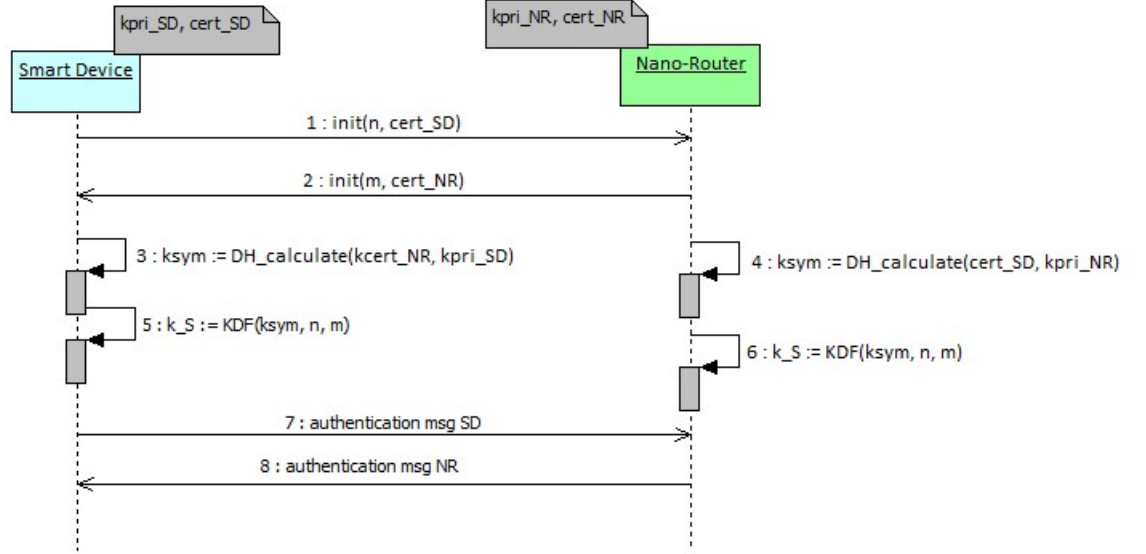 kpri_SD, cert_SD
kpri_NR, cert_NR
Smart Device
Nano-Router
1 : init(n, cert_SD)
2 : init(m, cert_NR)
3 : ksym := DH_calculate(kcert_NR, kpri_SD)
4 : ksym := DH_calculate(cert_SD, kpri_NR)
5 : k_S := KDF(ksym, n, m)
6 : k_S := KDF(ksym, n, m)
7 : authentication msg SD
8 : authentication msg NR